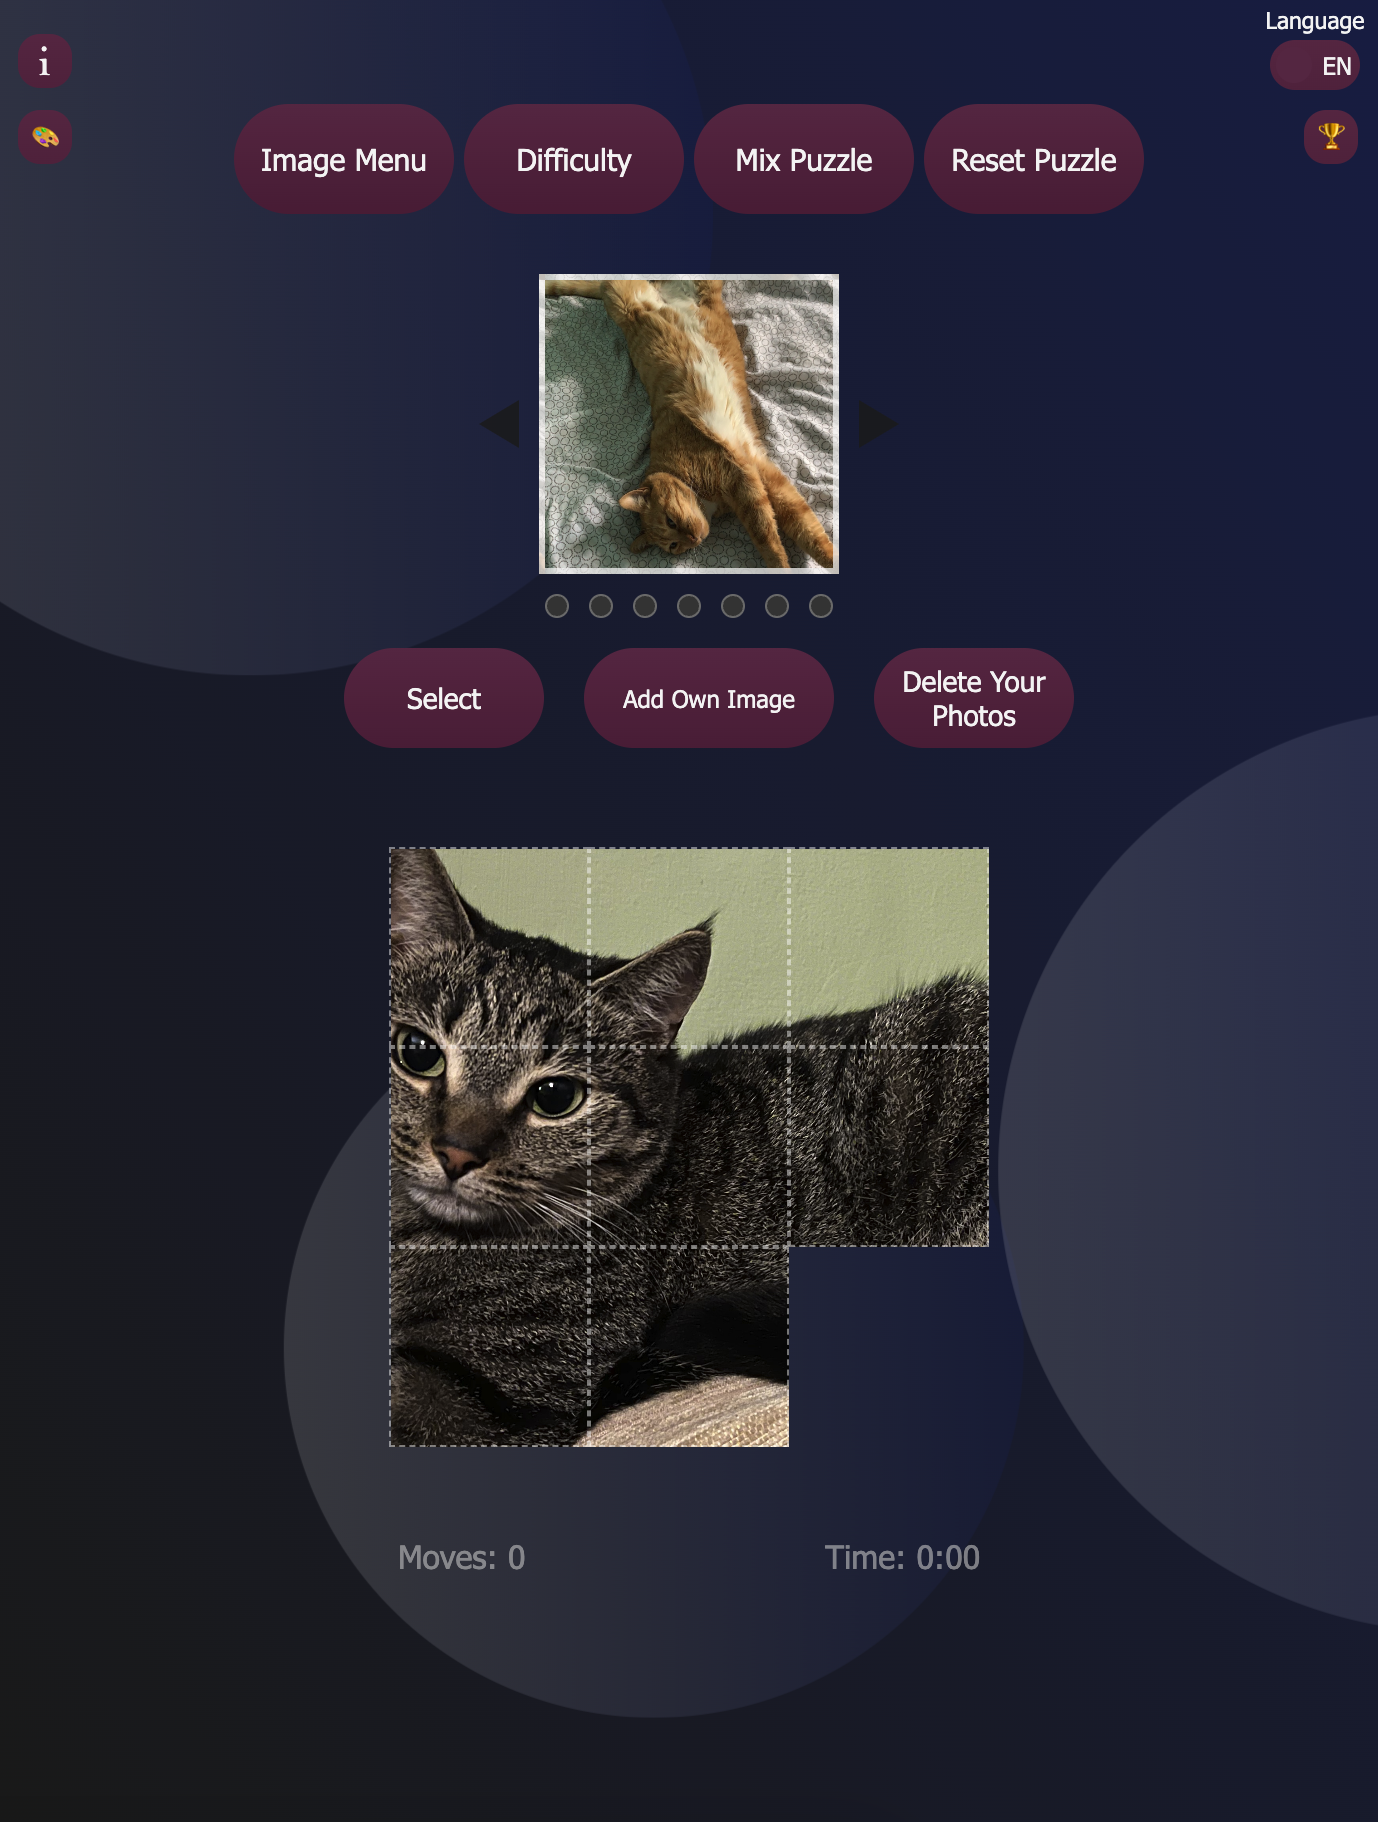 Language
i
EN
Image Menu
Difficulty
Mix Puzzle
Reset Puzzle
Select
Add Own Image
Delete Your
Photos
Moves: 0
Time: 0:00